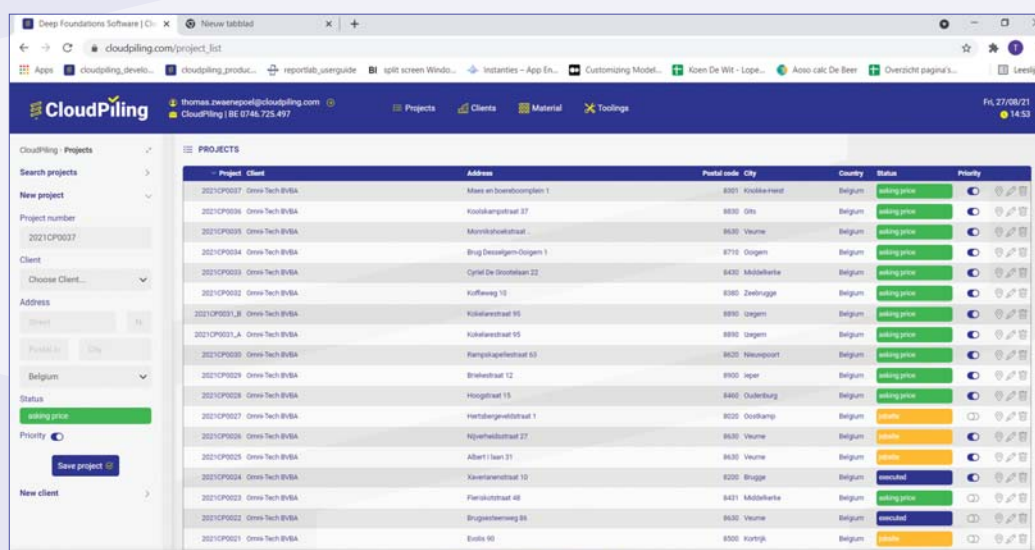 Deep Foundations Software | Clo
Nieuw tabblad
cloudpiling.com/project_list
Apps
cloudpiling_develo...
cloudpiling_produc...
reportlab_userguide
BI split screen Windo...
Instanties – App En...
Customizing Model...
Koen De Wit - Lope...
Aoso calc De Beer
Overzicht pagina's...
Leeslij
CloudPiling
thomas.zwaenepoel@cloudpiling.com
CloudPiling | BE 0746.725.497
Projects
Clients
Material
Toolings
Fri, 27/08/21
14:53
CloudPiling › Projects
Search projects
New project
Project number
2021CP0037
Client
Choose Client...
Address
Street
Nr
City
Belgium
Status
asking price
Priority
Save project
New client
PROJECTS
Project Client Address Postal code City Country Status Priority
2021CP0037 Omni-Tech BVBA Maes en boereboomplein 1 8301 Knokke-Heist Belgium asking price
2021CP0036 Omni-Tech BVBA Koolskampstraat 37 8830 Gits Belgium asking price
2021CP0035 Omni-Tech BVBA Monnikshoekstraat . 8630 Veurne Belgium asking price
2021CP0034 Omni-Tech BVBA Brug Desselgem-Ooigem 1 8710 Ooigem Belgium asking price
2021CP0033 Omni-Tech BVBA Cyriel De Grootelaan 22 8430 Middelkerke Belgium asking price
2021CP0032 Omni-Tech BVBA Koffieweg 10 8380 Zeebrugge Belgium asking price
2021CP0031_B Omni-Tech BVBA Kokelarestraat 95 8890 Izegem Belgium asking price
2021CP0031_A Omni-Tech BVBA Kokelarestraat 95 8890 Izegem Belgium asking price
2021CP0030 Omni-Tech BVBA Rampskapellestraat 63 8620 Nieuwpoort Belgium asking price
2021CP0029 Omni-Tech BVBA Briekestraat 12 8900 Ieper Belgium asking price
2021CP0028 Omni-Tech BVBA Hoogstraat 15 8460 Oudenburg Belgium asking price
2021CP0027 Omni-Tech BVBA Hertsbergeveldstraat 1 8020 Oostkamp Belgium jobsite
2021CP0026 Omni-Tech BVBA Nijverheidsstraat 27 8630 Veurne Belgium jobsite
2021CP0025 Omni-Tech BVBA Albert I laan 31 8630 Veurne Belgium jobsite
2021CP0024 Omni-Tech BVBA Xaverianenstraat 10 8200 Brugge Belgium executed
2021CP0023 Omni-Tech BVBA Fleriskotstraat 48 8431 Middelkerke Belgium asking price
2021CP0022 Omni-Tech BVBA Brugsesteenweg 86 8630 Veurne Belgium executed
2021CP0021 Omni-Tech BVBA Evolis 90 8500 Kortrijk Belgium jobsite